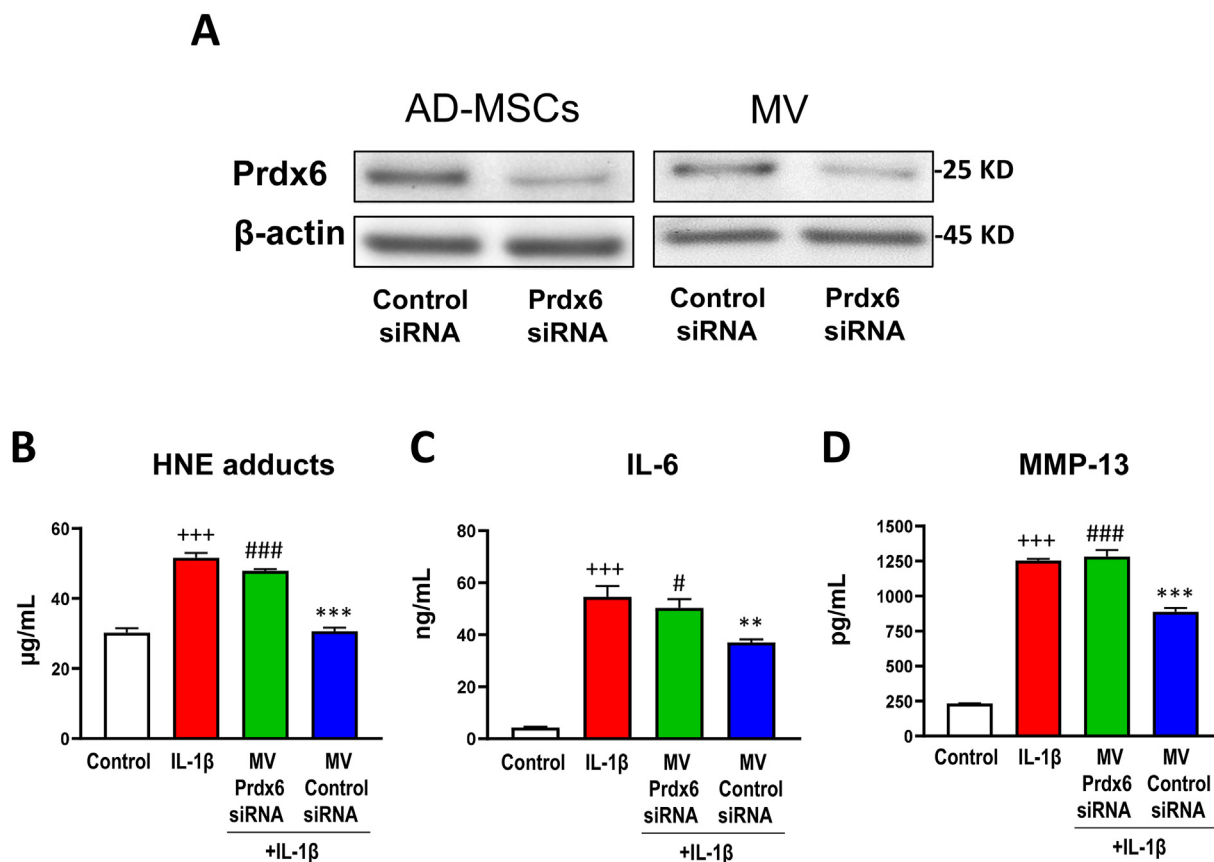 A
AD-MSCs MV
Prdx6 -25 KD
β-actin -45 KD
Control Prdx6 Control Prdx6
siRNA siRNA siRNA siRNA
B HNE adducts
µg/mL
60
40
20
0
+++
###
***
Control IL-1β MV MV
Prdx6 Control
siRNA siRNA
+IL-1β
C IL-6
ng/mL
80
60
40
20
0
+++
#
**
Control IL-1β MV MV
Prdx6 Control
siRNA siRNA
+IL-1β
D MMP-13
pg/mL
1500
1250
1000
750
500
250
0
+++
###
***
Control IL-1β MV MV
Prdx6 Control
siRNA siRNA
+IL-1β